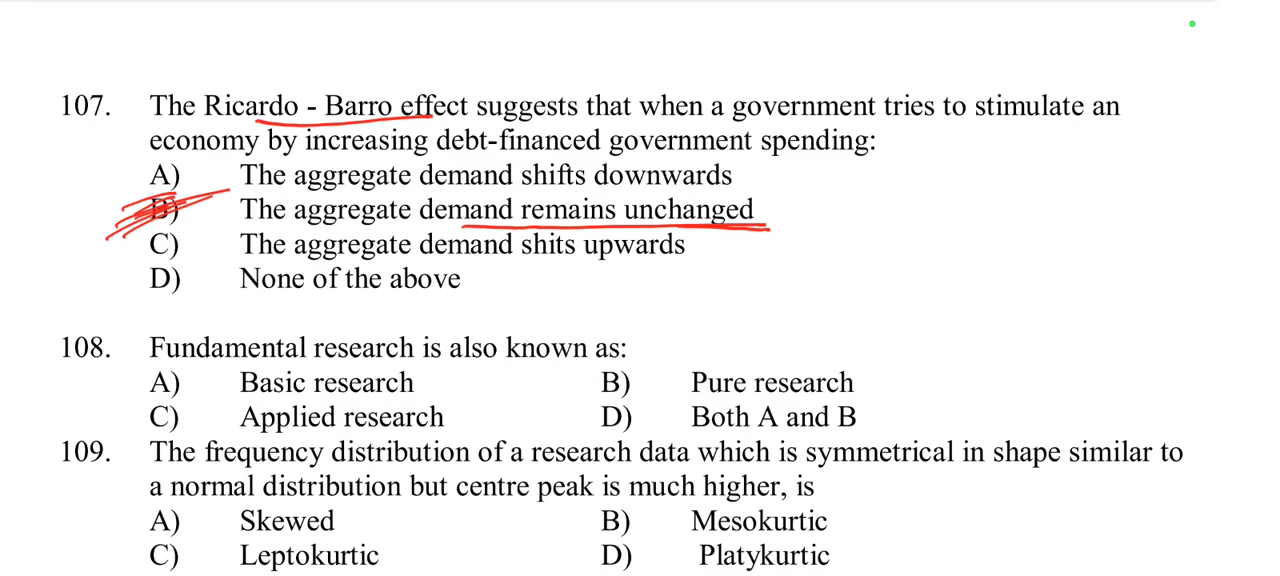 107. The Ricardo - Barro effect suggests that when a government tries to stimulate an
economy by increasing debt-financed government spending:
A) The aggregate demand shifts downwards
B) The aggregate demand remains unchanged
C) The aggregate demand shits upwards
D) None of the above
108. Fundamental research is also known as:
A) Basic research B) Pure research
C) Applied research D) Both A and B
109. The frequency distribution of a research data which is symmetrical in shape similar to
a normal distribution but centre peak is much higher, is
A) Skewed B) Mesokurtic
C) Leptokurtic D) Platykurtic